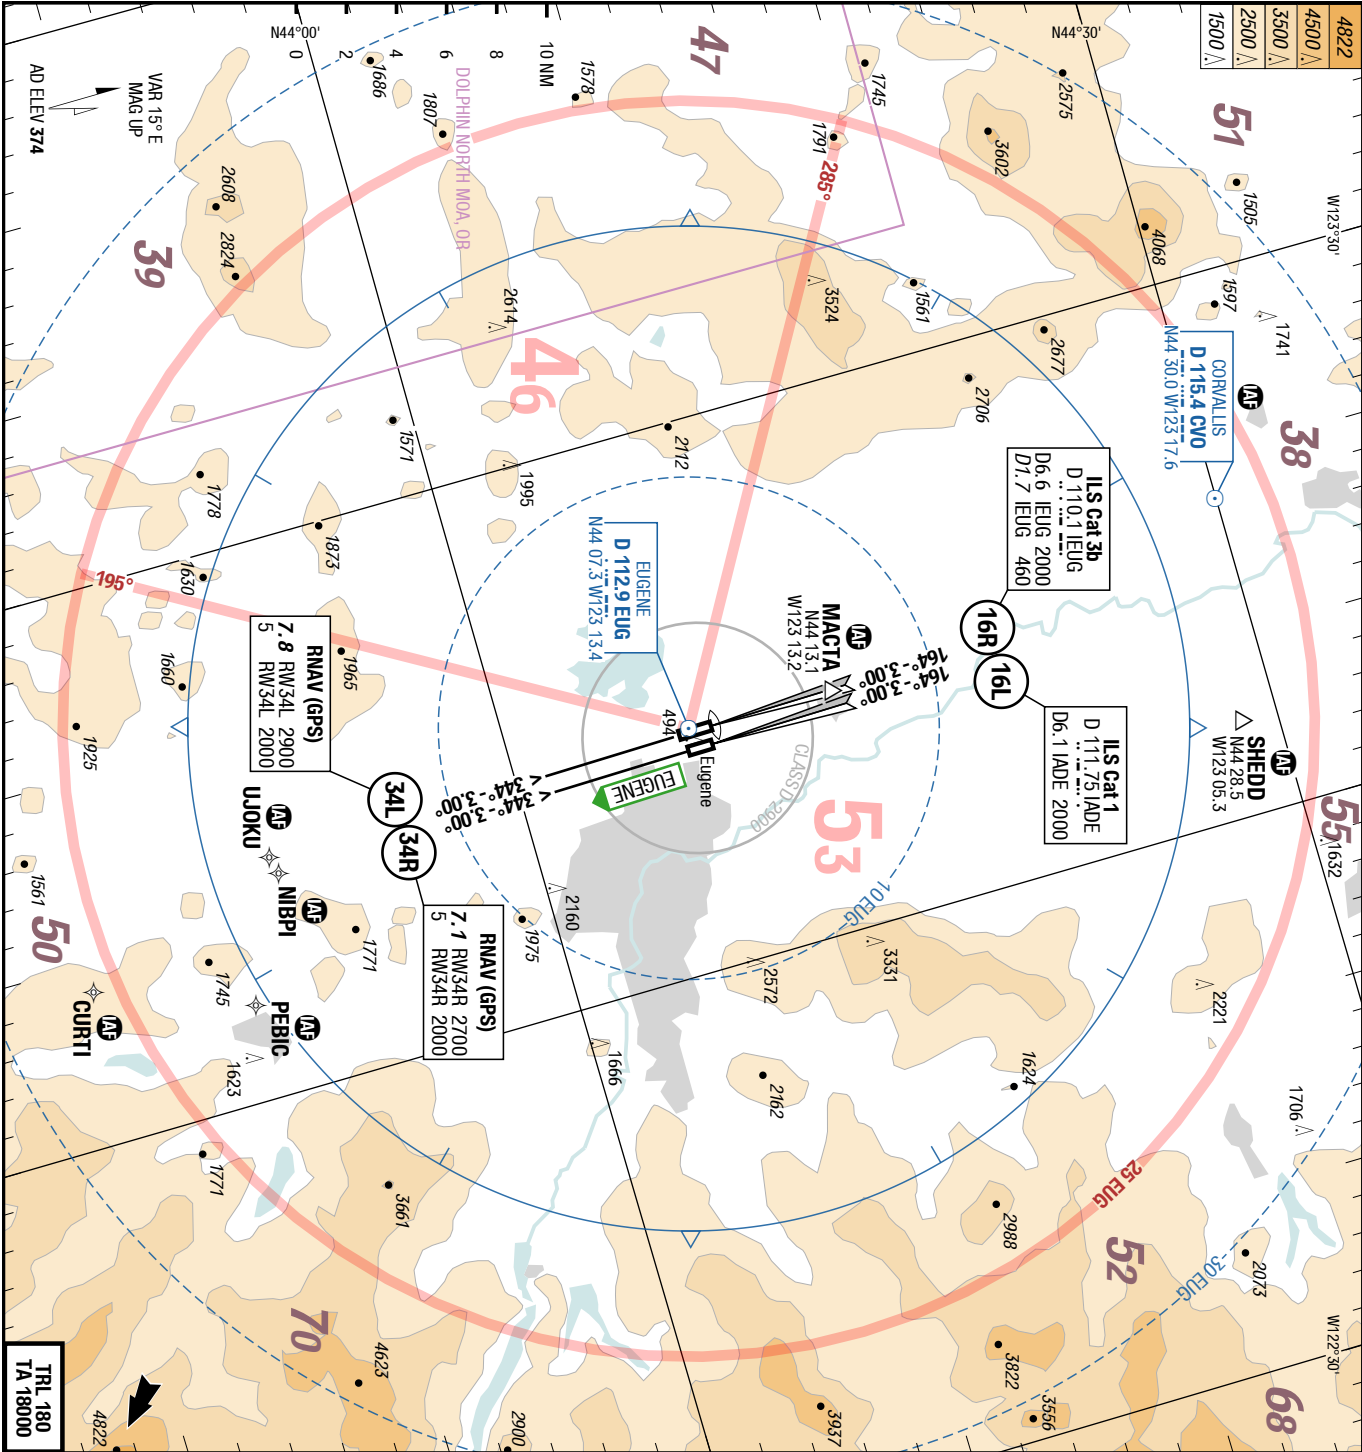 4822
4500
3500
2500
1500
N44°00'
N44°30'
W123°30'
W122°30'
0
2
4
6
8
10 NM
VAR 15° E
MAG UP
AD ELEV 374
DOLPHIN NORTH MOA, OR
47
51
39
46
38
53
55
50
52
70
68
1686
1807
1578
1745
1791
285°
2575
3602
1505
4068
1597
1741
2608
2824
2614
3524
1561
2677
2706
2112
1571
1995
1778
1873
1630
195°
1965
1660
1925
CORVALLIS
D 115.4 CVO
N44 30.0 W123 17.6
IAF
ILS Cat 3b
D 110.1 IEUG
D6.6 IEUG 2000
D1.7 IEUG 460
16R
16L
ILS Cat 1
D 111.75 IADE
D6.1 IADE 2000
IAF
SHEDD
N44 28.5
W123 05.3
IAF
MACTA
N44 13.1
W123 13.2
164°-3.00°
164°-3.00°
EUGENE
D 112.9 EUG
N44 07.3 W123 13.4
494
Eugene
EUGENE
CLASS D-2900
344°-3.00°
344°-3.00°
RNAV (GPS)
7.8 RW34L 2900
5 RW34L 2000
34L
34R
RNAV (GPS)
7.1 RW34R 2700
5 RW34R 2000
IAF
UJOKU
NIBPI
IAF
PEBIC
IAF
CURTI
IAF
1561
1745
1771
1623
1771
1975
2160
1666
2572
3331
2162
1624
2221
1632
1706
10 EUG
25 EUG
30 EUG
3661
2988
2073
3822
3556
3937
4623
4822
2900
TRL 180
TA 18000